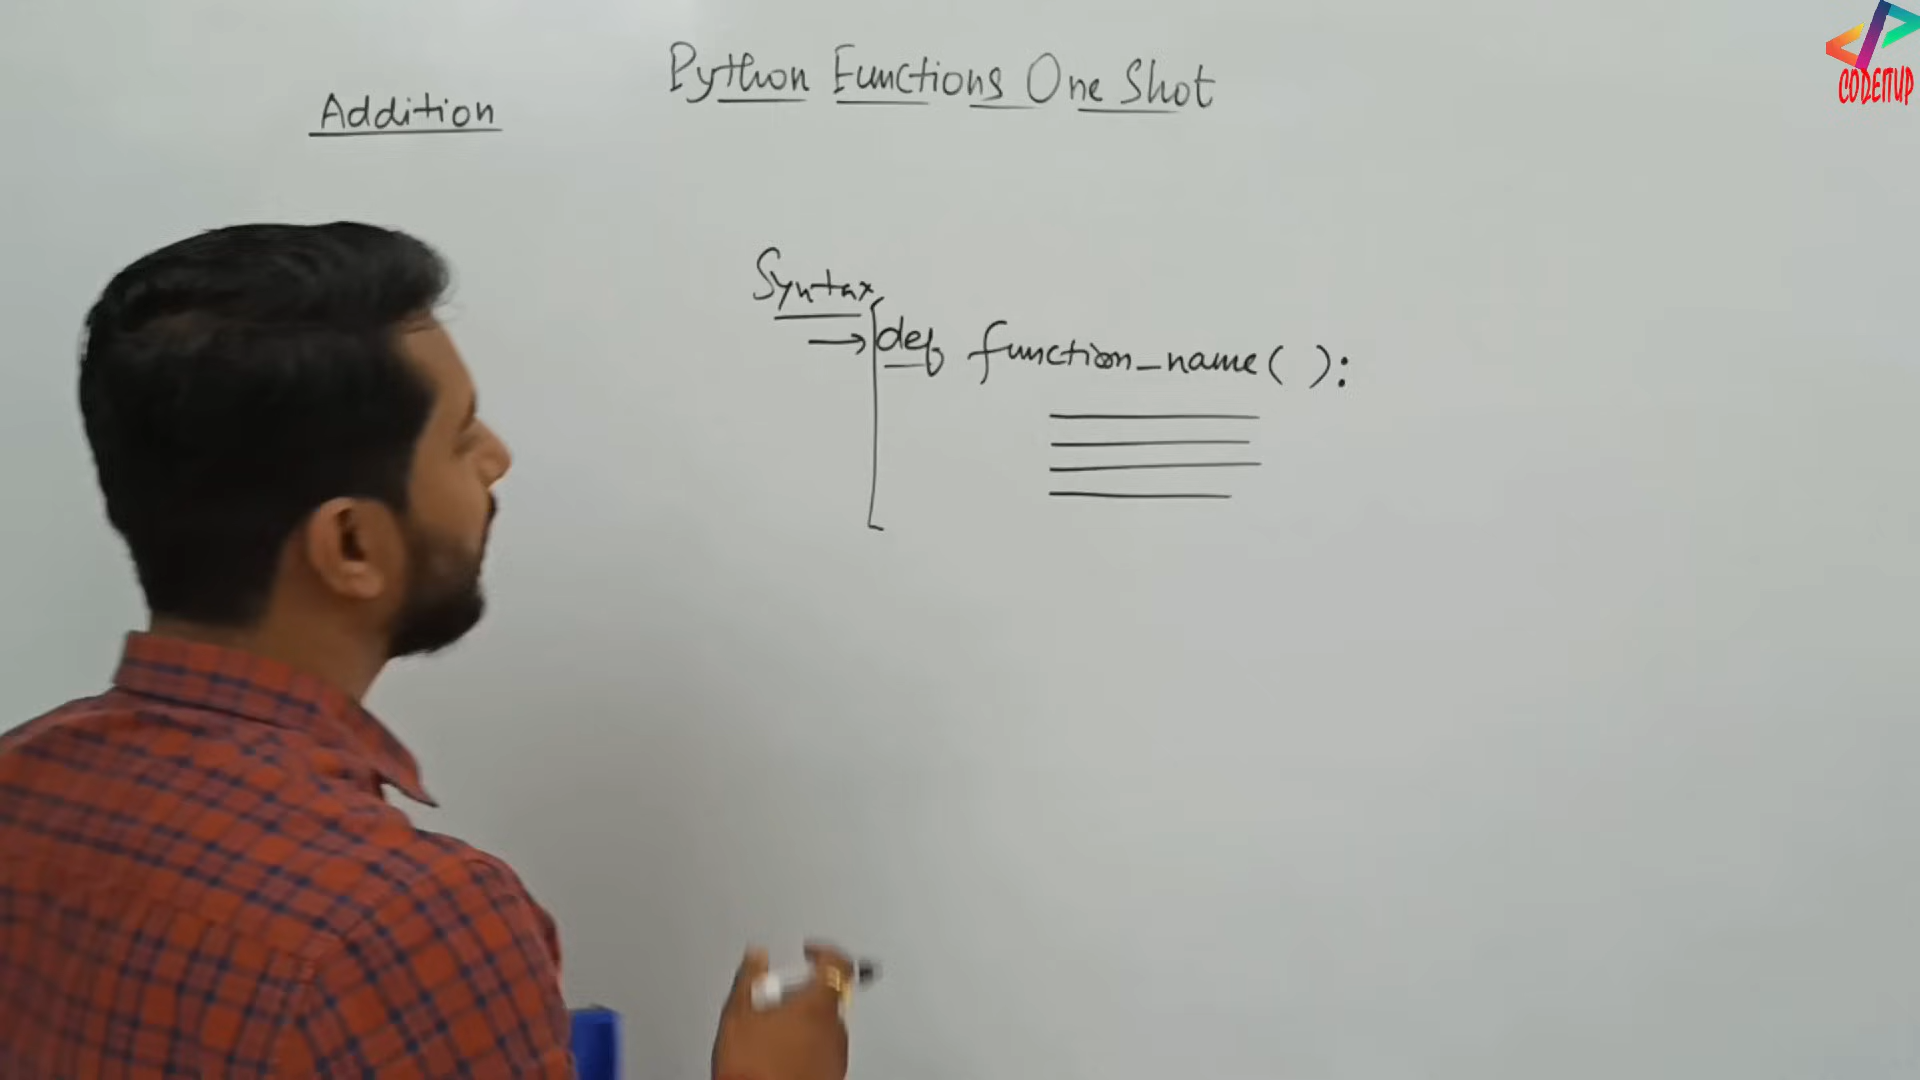 Python Functions One Shot
Addition
Syntax
→ def function_name( ):
CODEITUP